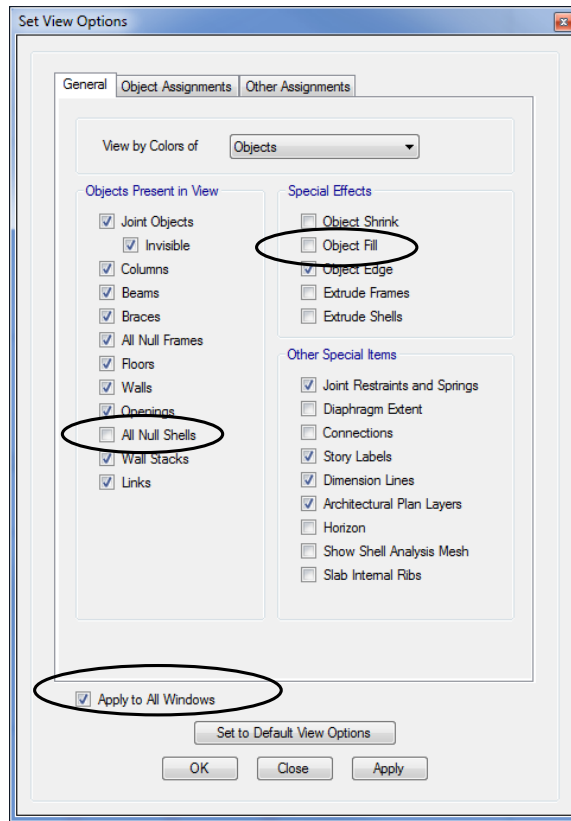 Set View Options
General
Object Assignments
Other Assignments
View by Colors of
Objects
Objects Present in View
Joint Objects
Invisible
Columns
Beams
Braces
All Null Frames
Floors
Walls
Openings
All Null Shells
Wall Stacks
Links
Special Effects
Object Shrink
Object Fill
Object Edge
Extrude Frames
Extrude Shells
Other Special Items
Joint Restraints and Springs
Diaphragm Extent
Connections
Story Labels
Dimension Lines
Architectural Plan Layers
Horizon
Show Shell Analysis Mesh
Slab Internal Ribs
Apply to All Windows
Set to Default View Options
OK
Close
Apply